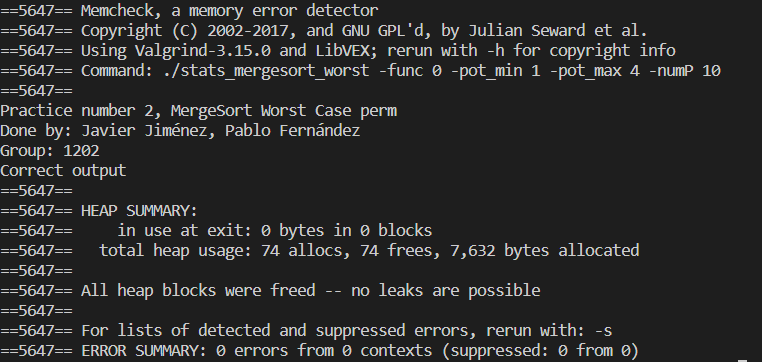 ==5647== Memcheck, a memory error detector
==5647== Copyright (C) 2002-2017, and GNU GPL'd, by Julian Seward et al.
==5647== Using Valgrind-3.15.0 and LibVEX; rerun with -h for copyright info
==5647== Command: ./stats_mergesort_worst -func 0 -pot_min 1 -pot_max 4 -numP 10
==5647==
Practice number 2, MergeSort Worst Case perm
Done by: Javier Jiménez, Pablo Fernández
Group: 1202
Correct output
==5647==
==5647== HEAP SUMMARY:
==5647==     in use at exit: 0 bytes in 0 blocks
==5647==   total heap usage: 74 allocs, 74 frees, 7,632 bytes allocated
==5647==
==5647== All heap blocks were freed -- no leaks are possible
==5647==
==5647== For lists of detected and suppressed errors, rerun with: -s
==5647== ERROR SUMMARY: 0 errors from 0 contexts (suppressed: 0 from 0)